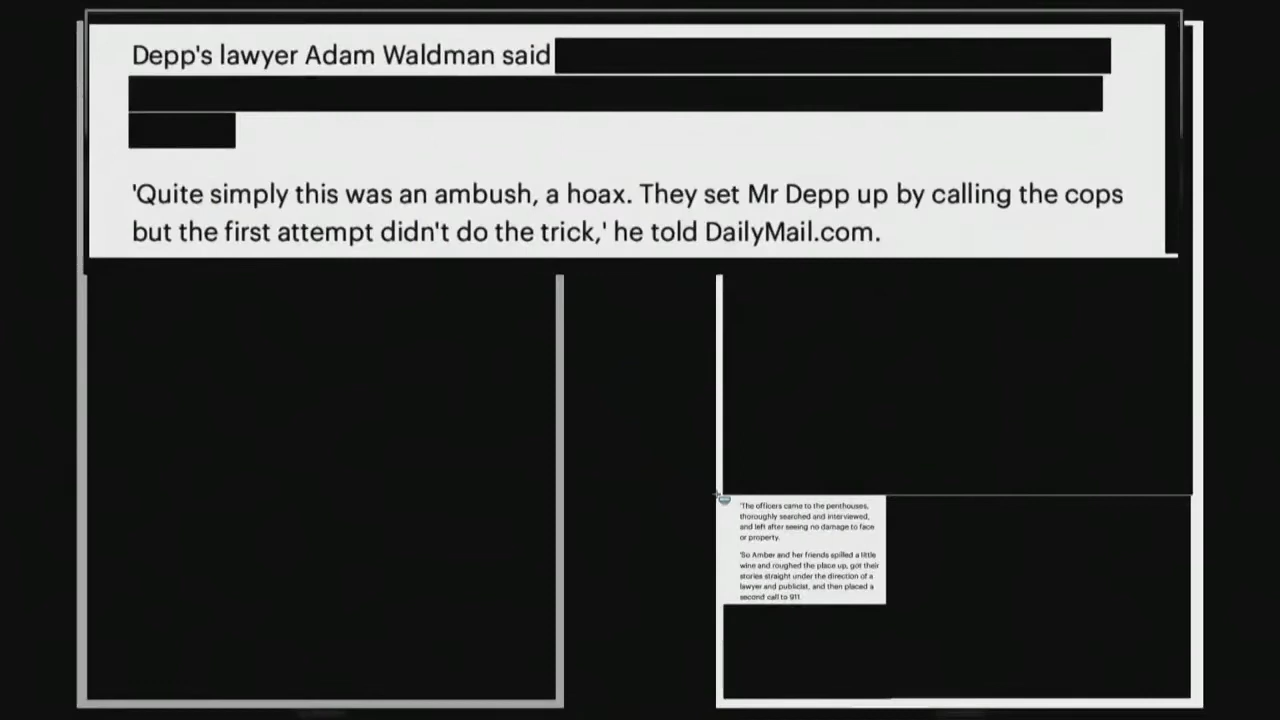 Depp's lawyer Adam Waldman said
'Quite simply this was an ambush, a hoax. They set Mr Depp up by calling the cops
but the first attempt didn't do the trick,' he told DailyMail.com.
'The officers came to the penthouses,
thoroughly searched and interviewed,
and left after seeing no damage to face
or property.
'So Amber and her friends spilled a little
wine and roughed the place up, got their
stories straight under the direction of a
lawyer and publicist, and then placed a
second call to 911.